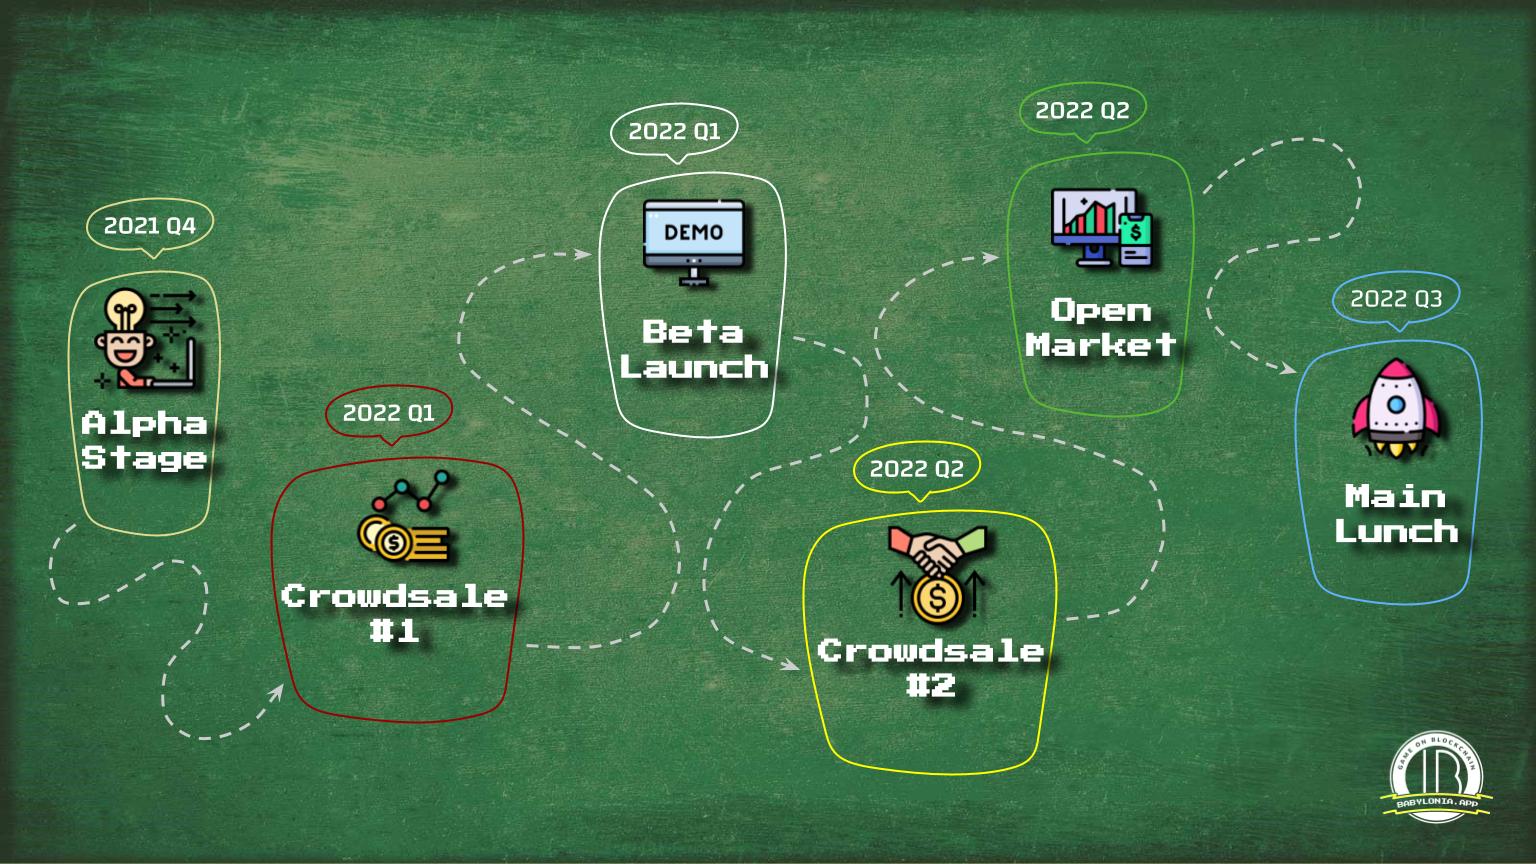 2021 Q4
Alpha
Stage
2022 Q1
Crowdsale
#1
2022 Q1
DEMO
Beta
Launch
2022 Q2
Crowdsale
#2
2022 Q2
Open
Market
2022 Q3
Main
Lunch
GAME ON BLOCKCHAIN
BABYLONIA.APP